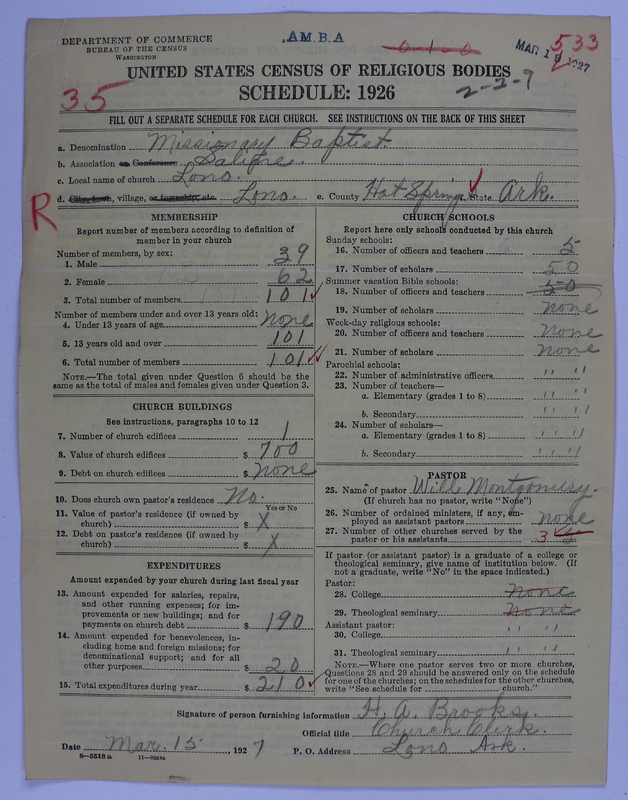 A.M.B.A
DEPARTMENT OF COMMERCE
BUREAU OF THE CENSUS
WASHINGTON
0-1-0
533
MAR 19 1927
UNITED STATES CENSUS OF RELIGIOUS BODIES
SCHEDULE: 1926
35
2-2-9
FILL OUT A SEPARATE SCHEDULE FOR EACH CHURCH. SEE INSTRUCTIONS ON THE BACK OF THIS SHEET
a. Denomination Missionary Baptist
b. Association or Conference Saline
c. Local name of church Lono.
d. City, town, village, or township, etc. Lono. e. County Hot Spring State Ark.
R
MEMBERSHIP
Report number of members according to definition of
member in your church
Number of members, by sex:
1. Male 39
2. Female 62
3. Total number of members 101
Number of members under and over 13 years old:
4. Under 13 years of age none
5. 13 years old and over 101
6. Total number of members 101
NOTE.—The total given under Question 6 should be the
same as the total of males and females given under Question 3.
CHURCH BUILDINGS
See instructions, paragraphs 10 to 12
7. Number of church edifices 1
8. Value of church edifices $ 700
9. Debt on church edifices $ none
10. Does church own pastor's residence No.
Yes or No
11. Value of pastor's residence (if owned by
church) $ X
12. Debt on pastor's residence (if owned by
church) $ X
EXPENDITURES
Amount expended by your church during last fiscal year
13. Amount expended for salaries, repairs,
and other running expenses; for im-
provements or new buildings; and for
payments on church debt $ 190
14. Amount expended for benevolences, in-
cluding home and foreign missions; for
denominational support; and for all
other purposes $ 20
15. Total expenditures during year $ 210
CHURCH SCHOOLS
Report here only schools conducted by this church
Sunday schools:
16. Number of officers and teachers 5
17. Number of scholars 50
Summer vacation Bible schools:
18. Number of officers and teachers 50
19. Number of scholars none
Week-day religious schools:
20. Number of officers and teachers none
21. Number of scholars none
Parochial schools:
22. Number of administrative officers " "
23. Number of teachers—
a. Elementary (grades 1 to 8) " "
b. Secondary " "
24. Number of scholars—
a. Elementary (grades 1 to 8) " "
b. Secondary " "
PASTOR
25. Name of pastor Will Montgomery.
(If church has no pastor, write "None")
26. Number of ordained ministers, if any, em-
ployed as assistant pastors none
27. Number of other churches served by the
pastor or his assistants 3
If pastor (or assistant pastor) is a graduate of a college or
theological seminary, give name of institution below. (If
not a graduate, write "No" in the space indicated.)
Pastor:
28. College none
29. Theological seminary none
Assistant pastor:
30. College " "
31. Theological seminary " "
NOTE.—Where one pastor serves two or more churches,
Questions 28 and 29 should be answered only on the schedule
for one of the churches; on the schedules for the other churches,
write "See schedule for church."
Signature of person furnishing information H. A. Brooks.
Official title Church Clerk.
Date Mar. 15, 1927 P. O. Address Lono Ark.
8—5518a 11—9054a